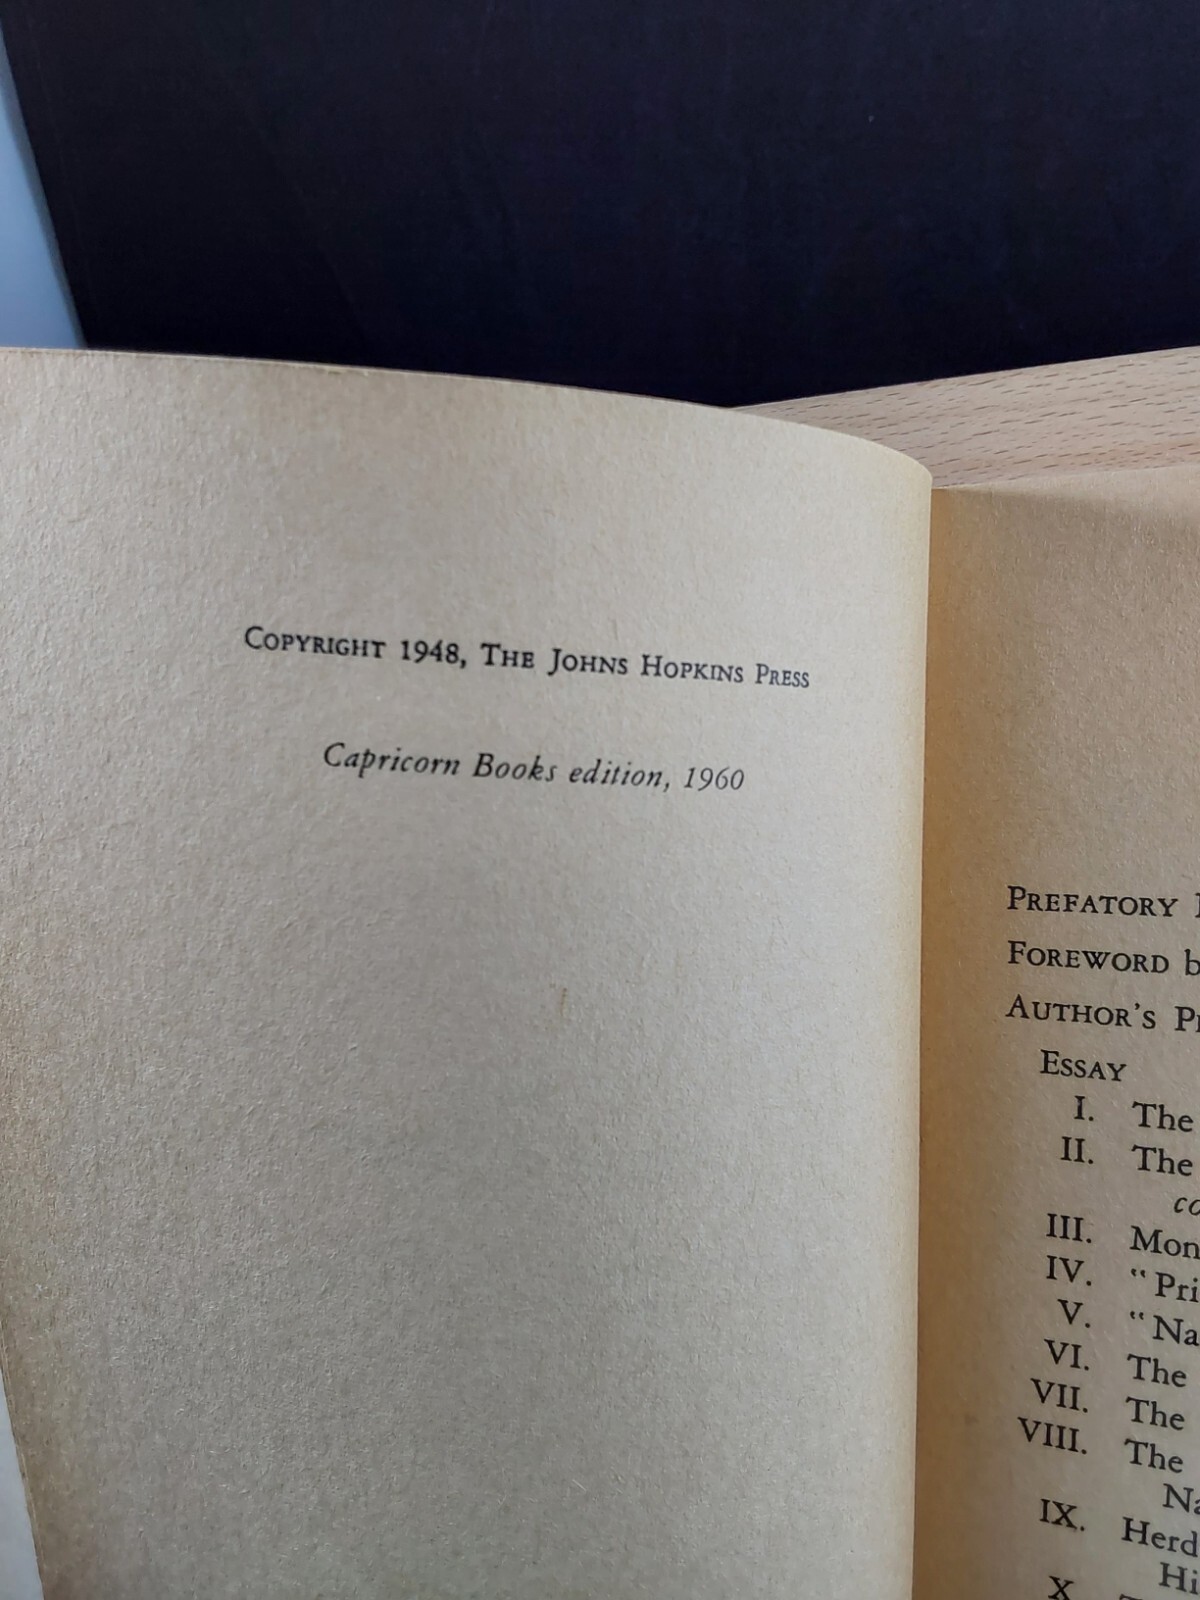 COPYRIGHT 1948, THE JOHNS HOPKINS PRESS
Capricorn Books edition, 1960
PREFATORY
FOREWORD
AUTHOR'S
ESSAY
I. The
II. The
III.
IV.
V.
VI. The
VII. The
VIII. The
IX.
X